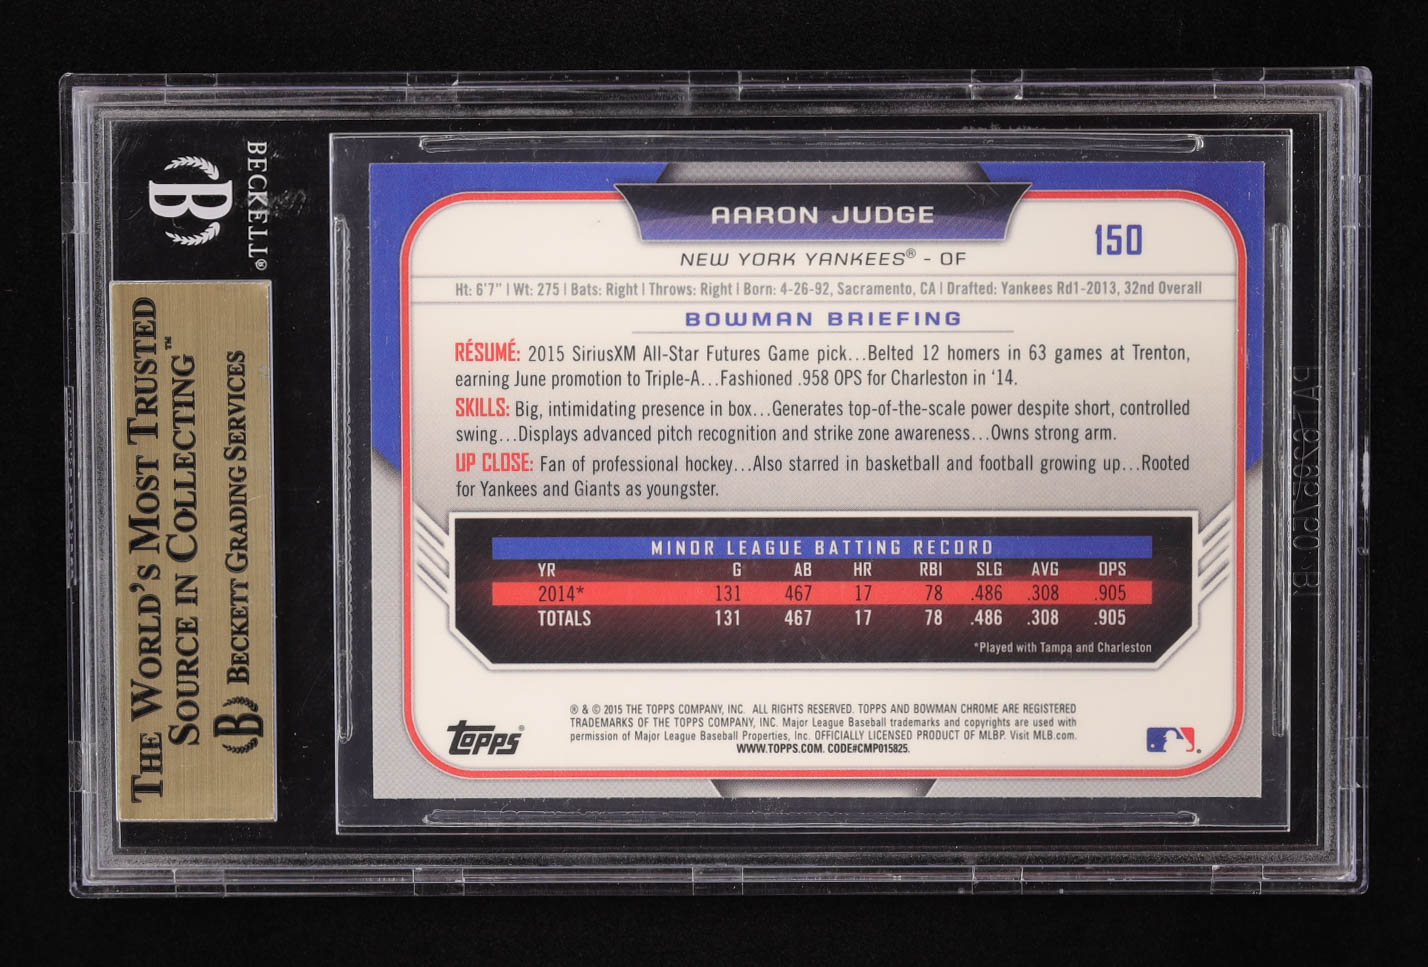 BECKETT®
B
THE WORLD'S MOST TRUSTED
SOURCE IN COLLECTING™
B BECKETT GRADING SERVICES
AARON JUDGE
150
NEW YORK YANKEES® - OF
Ht: 6'7" | Wt: 275 | Bats: Right | Throws: Right | Born: 4-26-92, Sacramento, CA | Drafted: Yankees Rd1-2013, 32nd Overall
BOWMAN BRIEFING
RÉSUMÉ: 2015 SiriusXM All-Star Futures Game pick...Belted 12 homers in 63 games at Trenton,
earning June promotion to Triple-A...Fashioned .958 OPS for Charleston in '14.
SKILLS: Big, intimidating presence in box...Generates top-of-the-scale power despite short, controlled
swing...Displays advanced pitch recognition and strike zone awareness...Owns strong arm.
UP CLOSE: Fan of professional hockey...Also starred in basketball and football growing up...Rooted
for Yankees and Giants as youngster.
MINOR LEAGUE BATTING RECORD
YR G AB HR RBI SLG AVG OPS
2014* 131 467 17 78 .486 .308 .905
TOTALS 131 467 17 78 .486 .308 .905
*Played with Tampa and Charleston
® & © 2015 THE TOPPS COMPANY, INC. ALL RIGHTS RESERVED. TOPPS AND BOWMAN CHROME ARE REGISTERED
TRADEMARKS OF THE TOPPS COMPANY, INC. Major League Baseball trademarks and copyrights are used with
permission of Major League Baseball Properties, Inc. OFFICIALLY LICENSED PRODUCT OF MLBP. Visit MLB.com.
WWW.TOPPS.COM. CODE#CMP015825.
Topps®